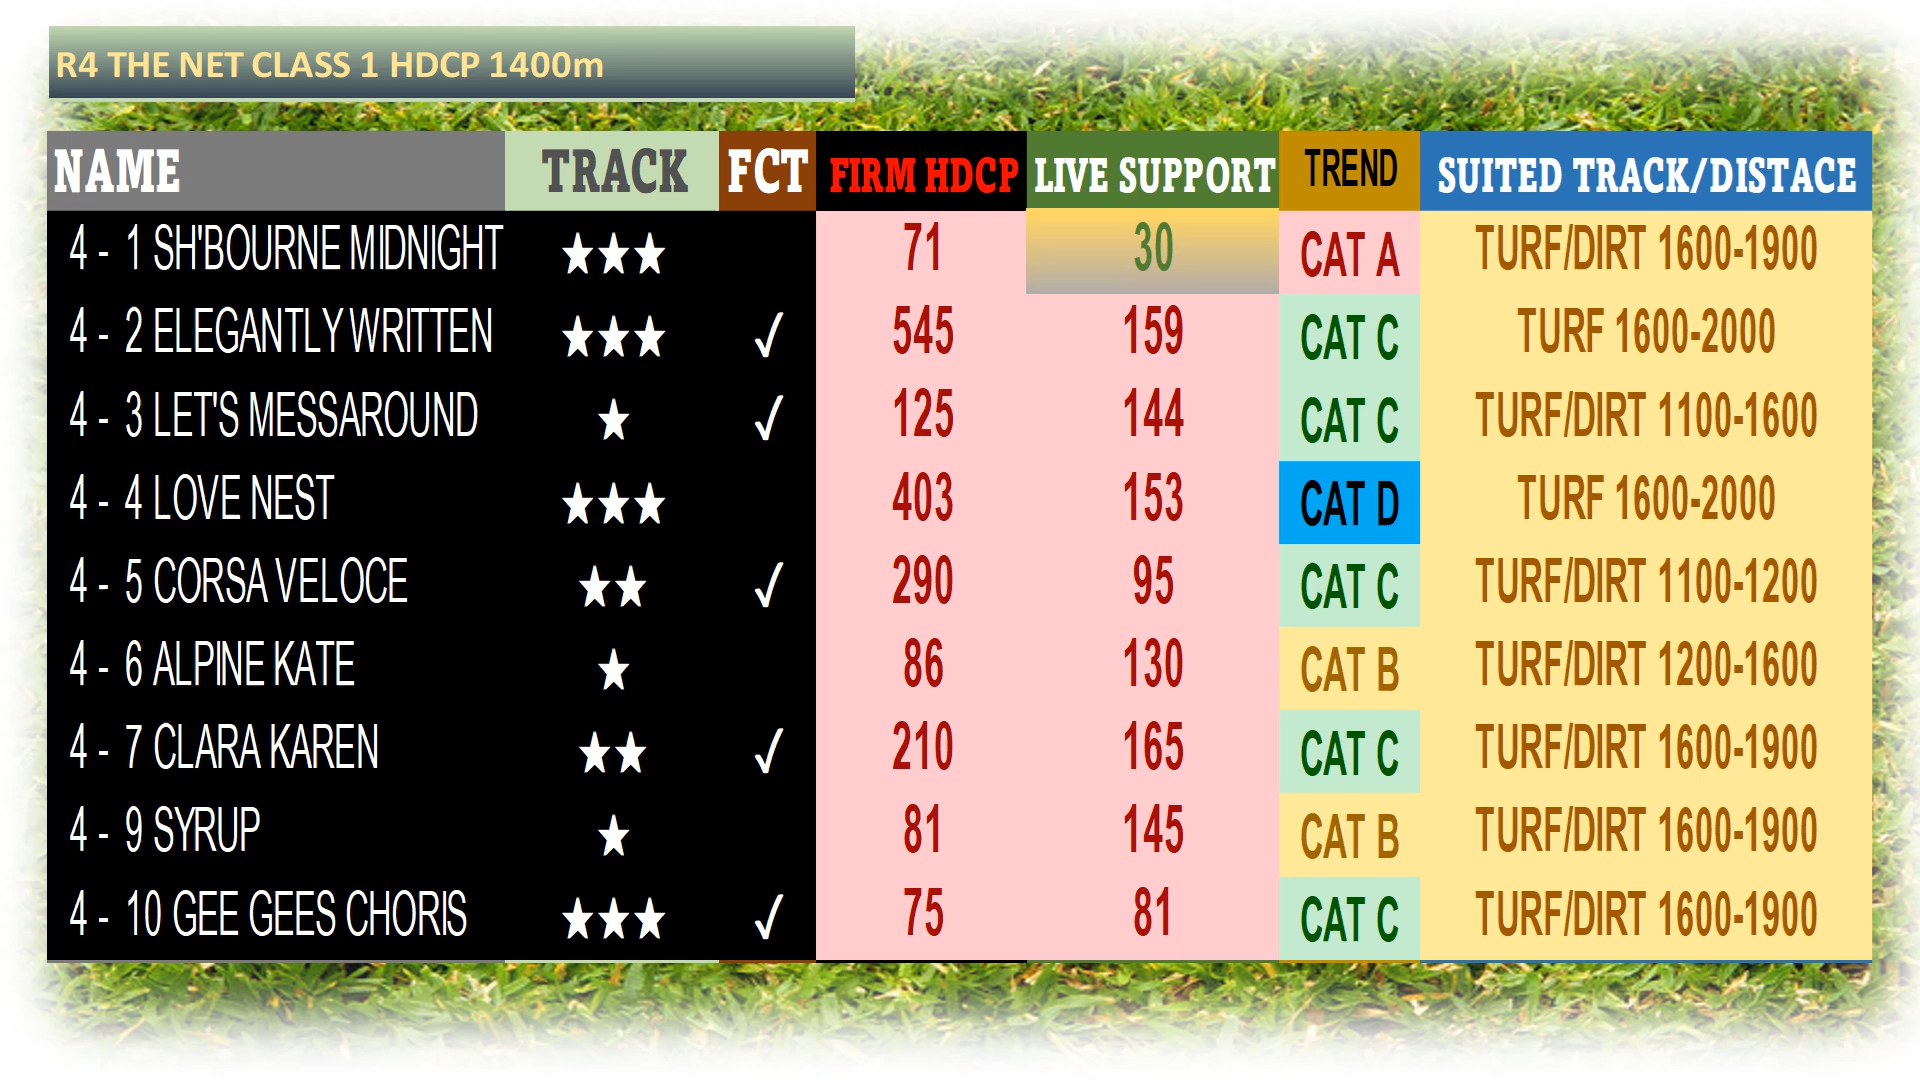 R4 THE NET CLASS 1 HDCP 1400m
NAME TRACK FCT FIRM HDCP LIVE SUPPORT TREND SUITED TRACK/DISTACE
4 - 1 SH'BOURNE MIDNIGHT ★★★ 71 30 CAT A TURF/DIRT 1600-1900
4 - 2 ELEGANTLY WRITTEN ★★★ √ 545 159 CAT C TURF 1600-2000
4 - 3 LET'S MESSAROUND ★ √ 125 144 CAT C TURF/DIRT 1100-1600
4 - 4 LOVE NEST ★★★ 403 153 CAT D TURF 1600-2000
4 - 5 CORSA VELOCE ★★ √ 290 95 CAT C TURF/DIRT 1100-1200
4 - 6 ALPINE KATE ★ 86 130 CAT B TURF/DIRT 1200-1600
4 - 7 CLARA KAREN ★★ √ 210 165 CAT C TURF/DIRT 1600-1900
4 - 9 SYRUP ★ 81 145 CAT B TURF/DIRT 1600-1900
4 - 10 GEE GEES CHORIS ★★★ √ 75 81 CAT C TURF/DIRT 1600-1900